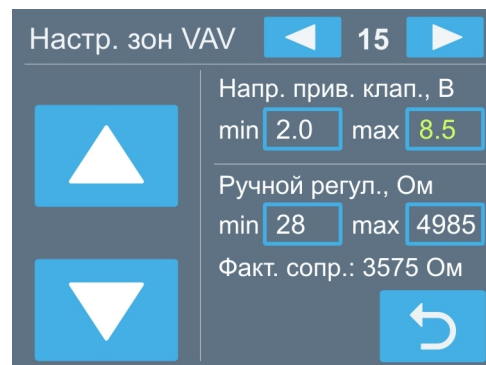 Настр. зон VAV 15
Напр. прив. клап., В
min 2.0 max 8.5
Ручной регул., Ом
min 28 max 4985
Факт. сопр.: 3575 Ом